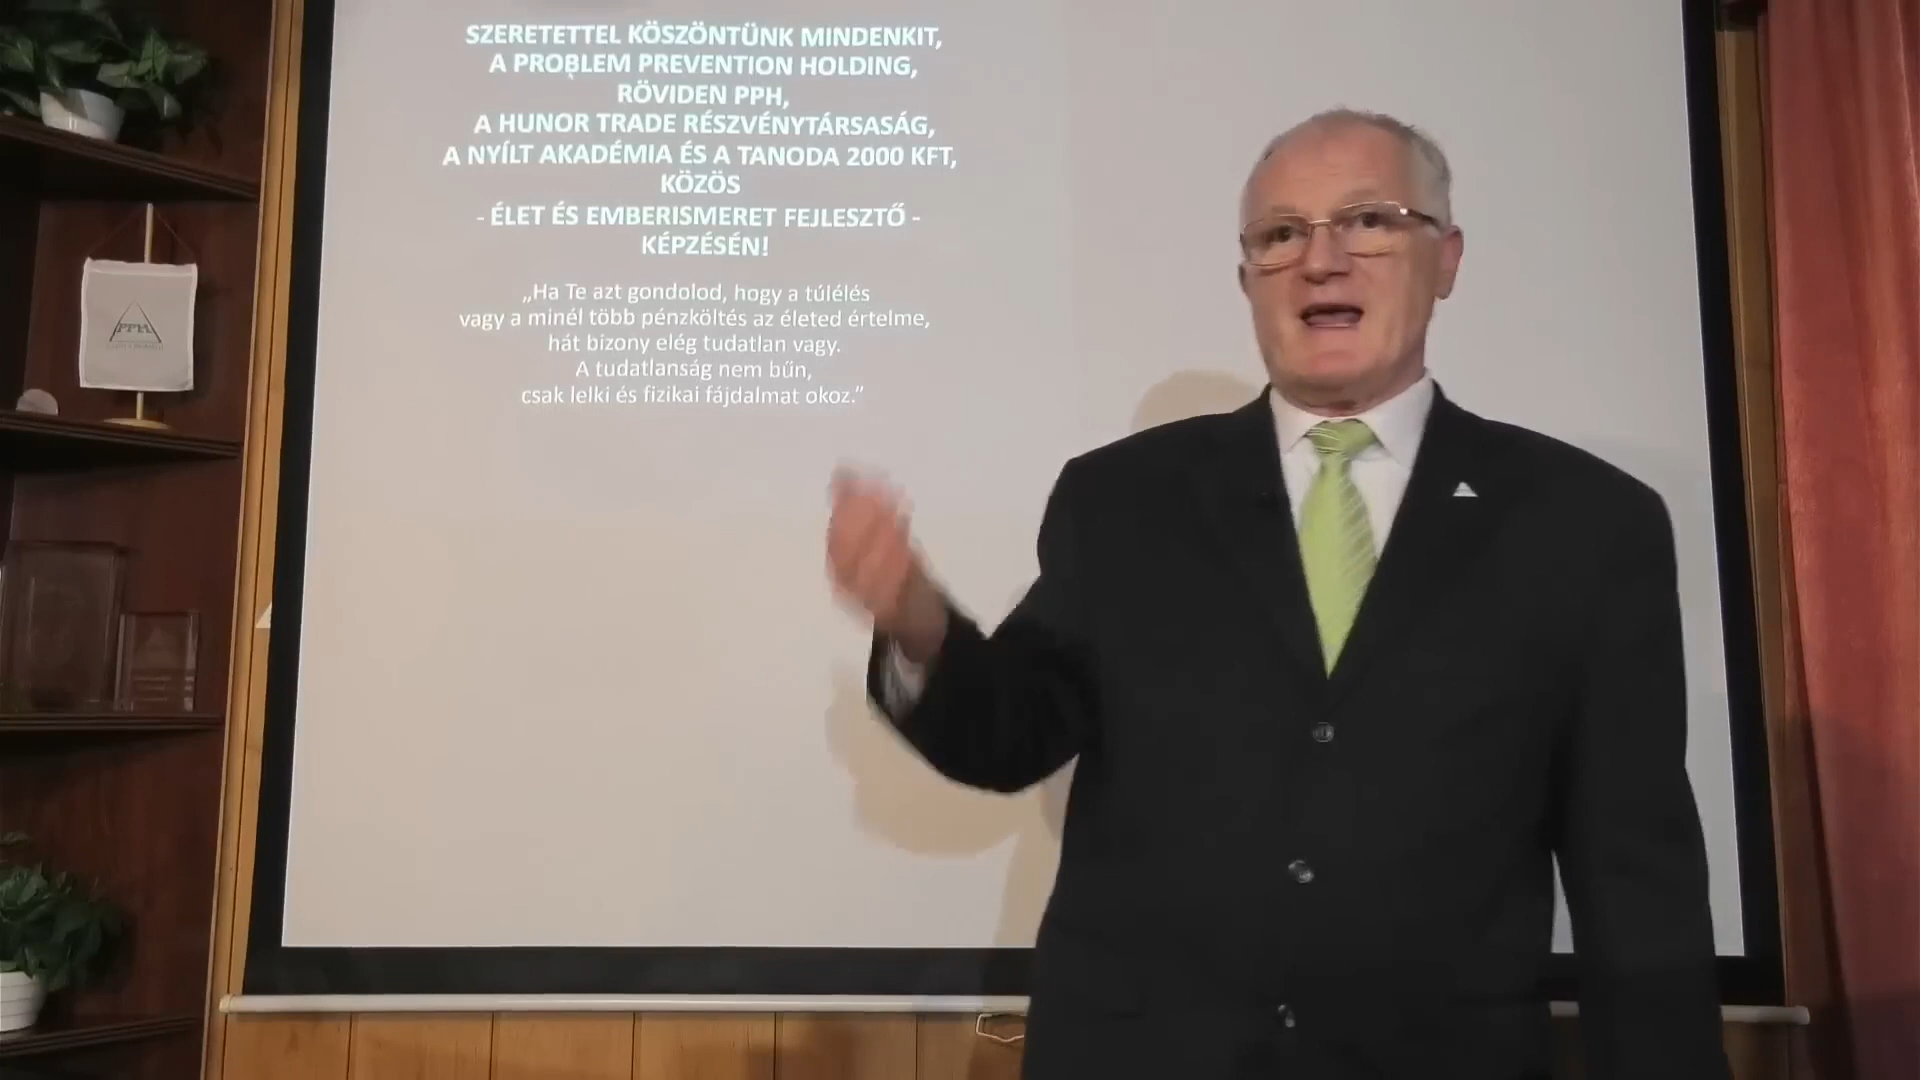 SZERETETTEL KÖSZÖNTÜNK MINDENKIT,
A PROBLEM PREVENTION HOLDING,
RÖVIDEN PPH,
A HUNOR TRADE RÉSZVÉNYTÁRSASÁG,
A NYÍLT AKADÉMIA ÉS A TANODA 2000 KFT,
KÖZÖS
- ÉLET ÉS EMBERISMERET FEJLESZTŐ -
KÉPZÉSÉN!
„Ha Te azt gondolod, hogy a túlélés
vagy a minél több pénzköltés az életed értelme,
hát bizony elég tudatlan vagy.
A tudatlanság nem bűn,
csak lelki és fizikai fájdalmat okoz.”
PPH